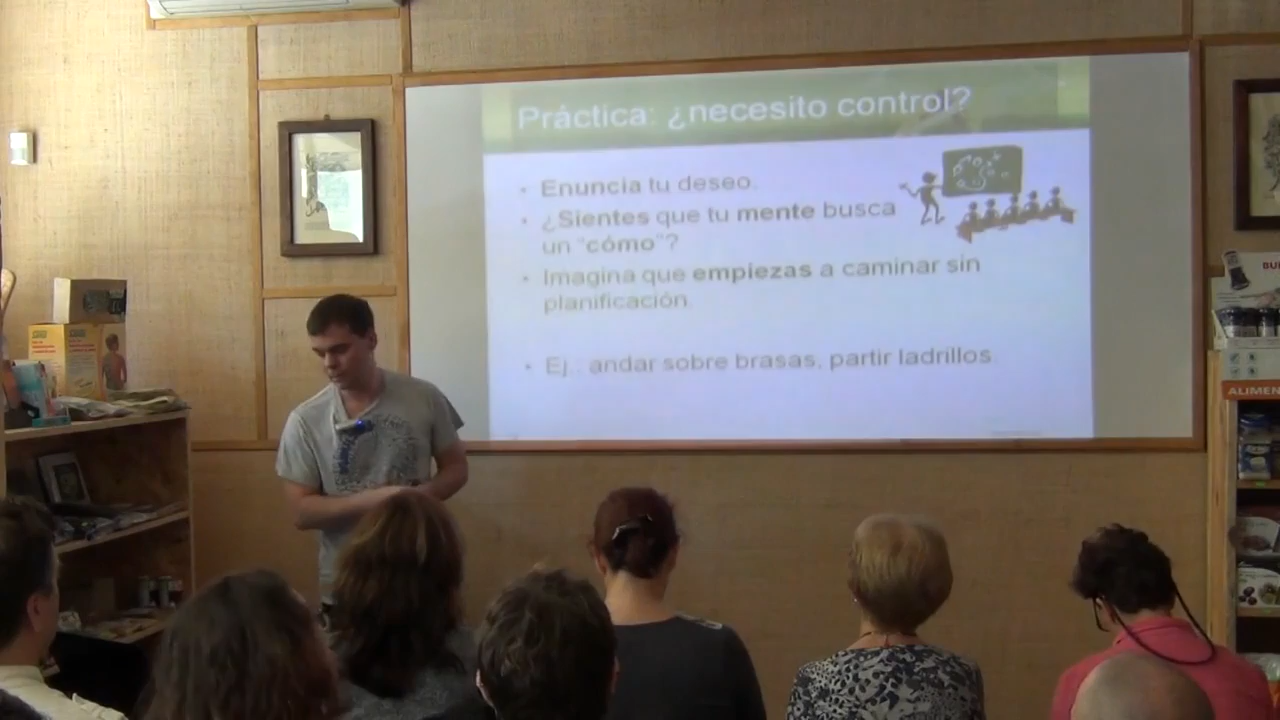 Práctica: ¿necesito control?
• Enuncia tu deseo.
• ¿Sientes que tu mente busca
un "cómo"?
• Imagina que empiezas a caminar sin
planificación.
• Ej.: andar sobre brasas, partir ladrillos
ALIMEN